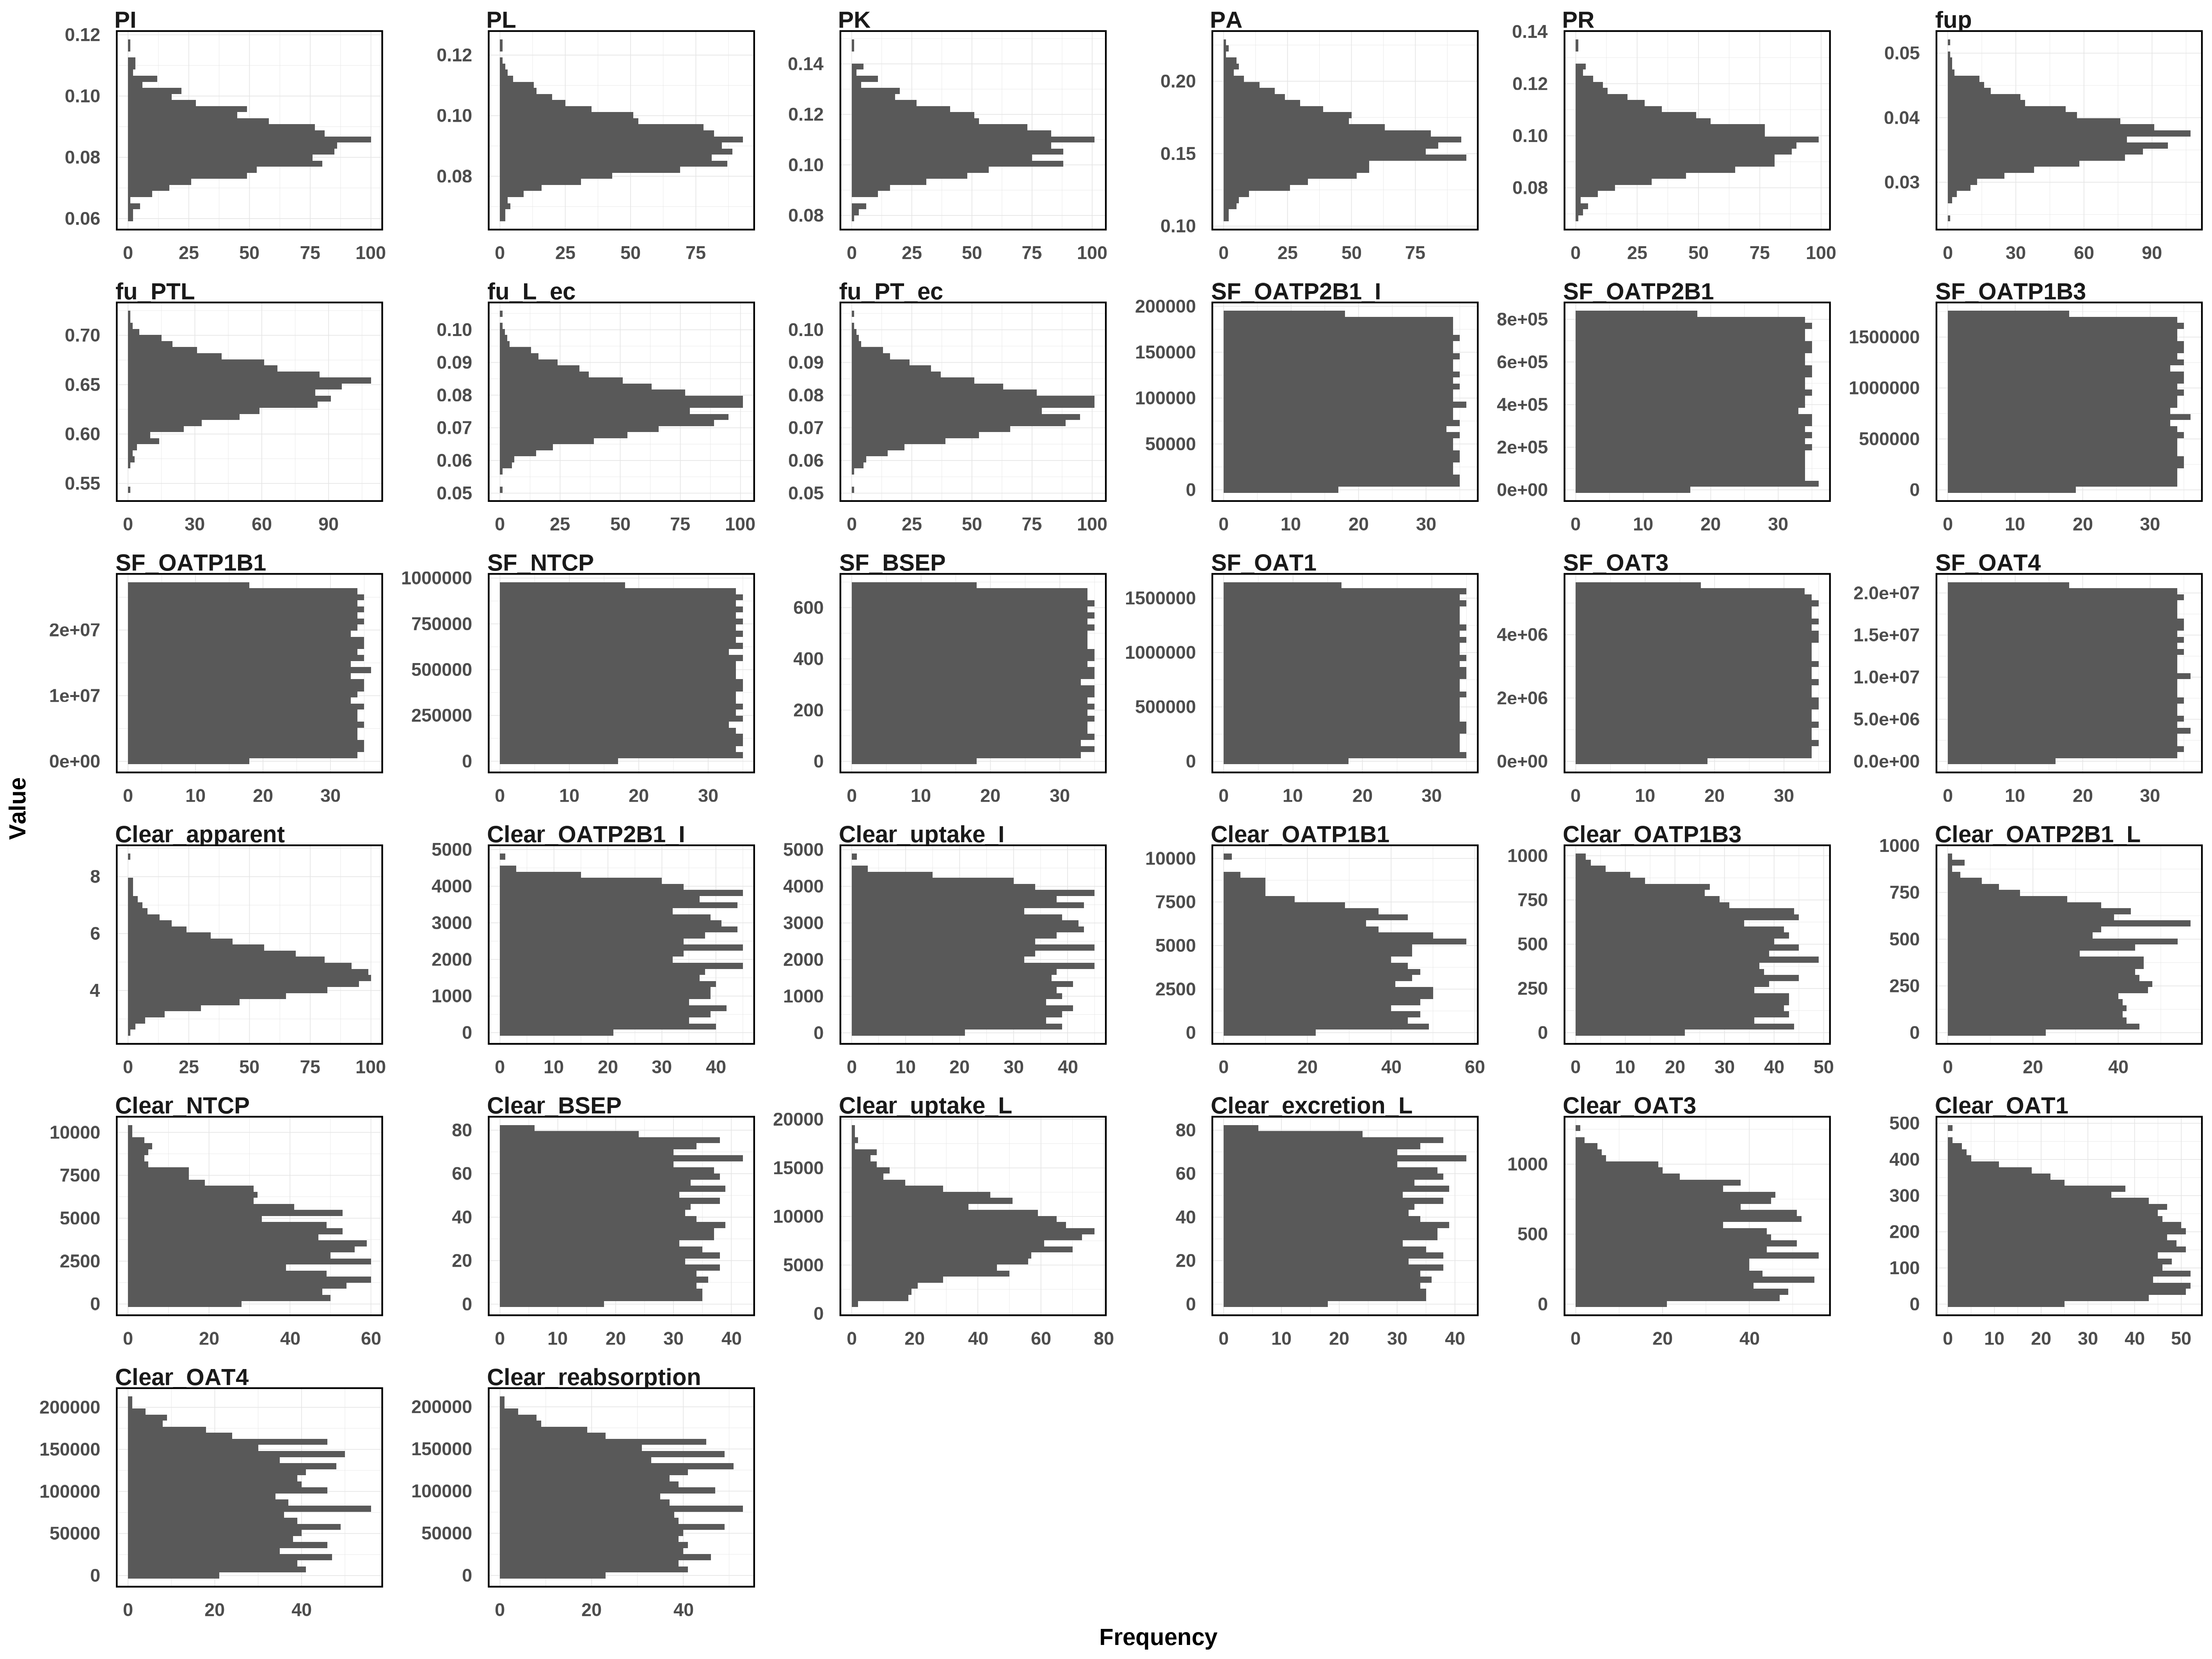 PI PL PK PA PR fup
0.12 0.10 0.08 0.06
0.12 0.10 0.08
0.14 0.12 0.10 0.08
0.20 0.15 0.10
0.14 0.12 0.10 0.08
0.05 0.04 0.03
0 25 50 75 100
0 25 50 75
0 25 50 75 100
0 25 50 75
0 25 50 75 100
0 30 60 90
fu_PTL fu_L_ec fu_PT_ec SF_OATP2B1_I SF_OATP2B1 SF_OATP1B3
0.70 0.65 0.60 0.55
0.10 0.09 0.08 0.07 0.06 0.05
0.10 0.09 0.08 0.07 0.06 0.05
200000 150000 100000 50000 0
8e+05 6e+05 4e+05 2e+05 0e+00
1500000 1000000 500000 0
0 30 60 90
0 25 50 75 100
0 25 50 75 100
0 10 20 30
0 10 20 30
0 10 20 30
SF_OATP1B1 SF_NTCP SF_BSEP SF_OAT1 SF_OAT3 SF_OAT4
2e+07 1e+07 0e+00
1000000 750000 500000 250000 0
600 400 200 0
1500000 1000000 500000 0
4e+06 2e+06 0e+00
2.0e+07 1.5e+07 1.0e+07 5.0e+06 0.0e+00
0 10 20 30
0 10 20 30
0 10 20 30
0 10 20 30
0 10 20 30
0 10 20 30
Value
Clear_apparent Clear_OATP2B1_I Clear_uptake_I Clear_OATP1B1 Clear_OATP1B3 Clear_OATP2B1_L
8 6 4
5000 4000 3000 2000 1000 0
5000 4000 3000 2000 1000 0
10000 7500 5000 2500 0
1000 750 500 250 0
1000 750 500 250 0
0 25 50 75 100
0 10 20 30 40
0 10 20 30 40
0 20 40 60
0 10 20 30 40 50
0 20 40
Clear_NTCP Clear_BSEP Clear_uptake_L Clear_excretion_L Clear_OAT3 Clear_OAT1
10000 7500 5000 2500 0
80 60 40 20 0
20000 15000 10000 5000 0
80 60 40 20 0
1000 500 0
500 400 300 200 100 0
0 20 40 60
0 10 20 30 40
0 20 40 60 80
0 10 20 30 40
0 20 40
0 10 20 30 40 50
Clear_OAT4 Clear_reabsorption
200000 150000 100000 50000 0
200000 150000 100000 50000 0
0 20 40
0 20 40
Frequency